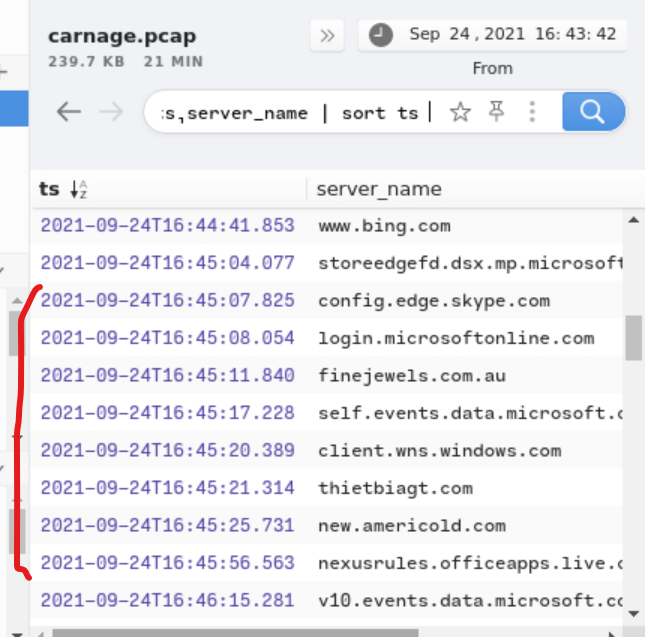 carnage.pcap
239.7 KB 21 MIN
Sep 24, 2021 16: 43: 42
From
:s,server_name | sort ts
ts
server_name
2021-09-24T16:44:41.853 www.bing.com
2021-09-24T16:45:04.077 storeedgefd.dsx.mp.microsoft
2021-09-24T16:45:07.825 config.edge.skype.com
2021-09-24T16:45:08.054 login.microsoftonline.com
2021-09-24T16:45:11.840 finejewels.com.au
2021-09-24T16:45:17.228 self.events.data.microsoft.c
2021-09-24T16:45:20.389 client.wns.windows.com
2021-09-24T16:45:21.314 thietbiagt.com
2021-09-24T16:45:25.731 new.americold.com
2021-09-24T16:45:56.563 nexusrules.officeapps.live.c
2021-09-24T16:46:15.281 v10.events.data.microsoft.co